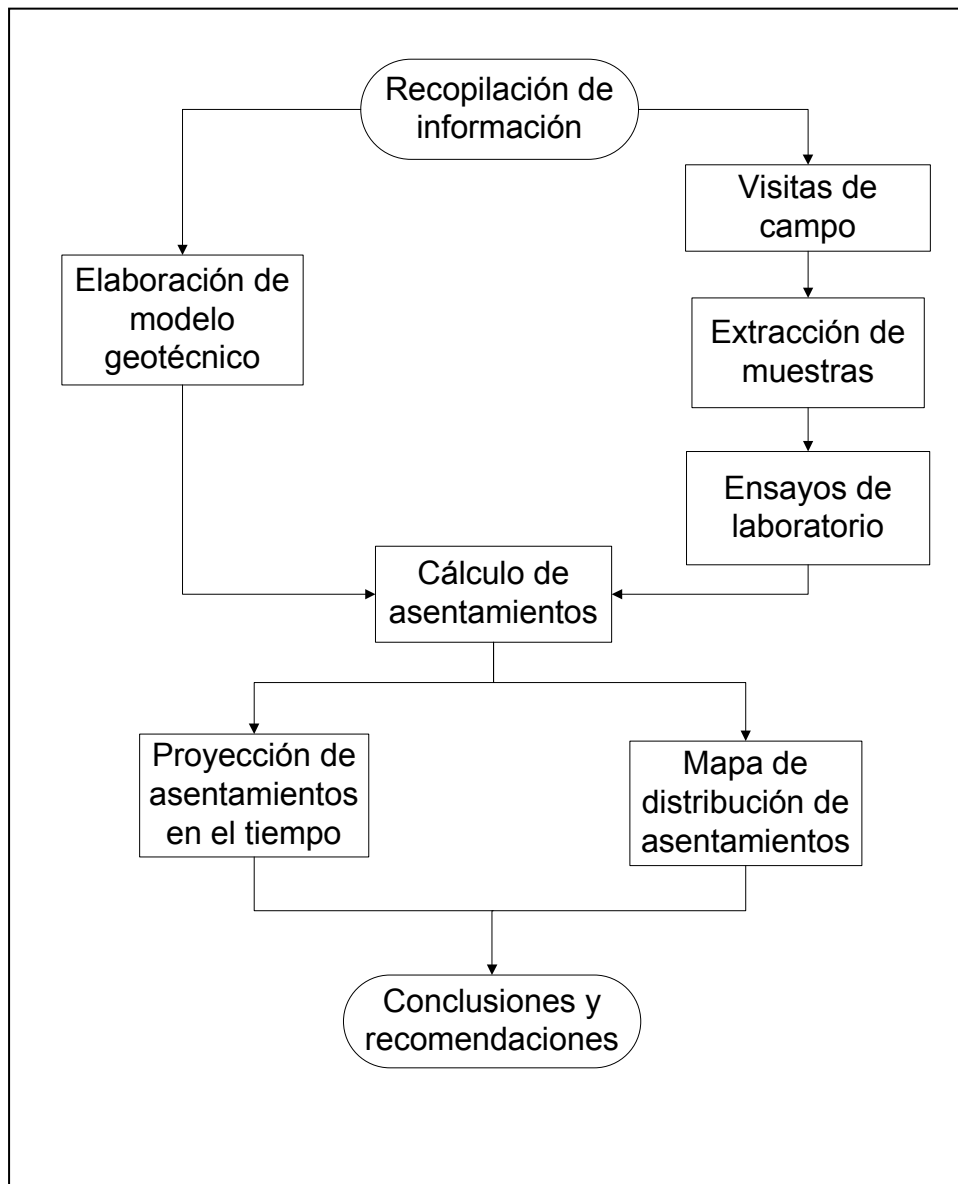 Recopilación de
información
Visitas de
campo
Elaboración de
modelo
geotécnico
Extracción de
muestras
Ensayos de
laboratorio
Cálculo de
asentamientos
Proyección de
asentamientos
en el tiempo
Mapa de
distribución de
asentamientos
Conclusiones y
recomendaciones